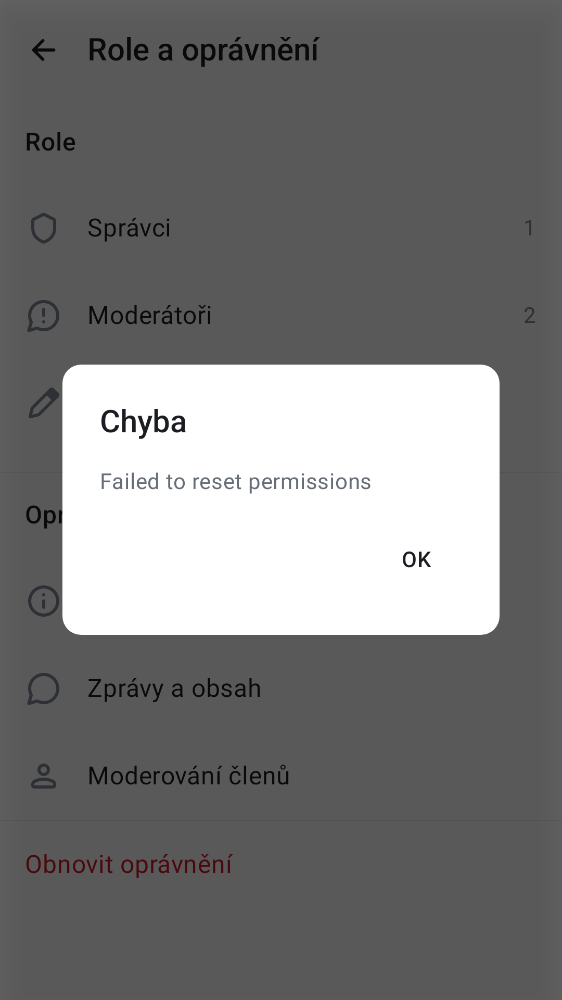 Role a oprávnění
Role
Správci 1
Moderátoři 2
Chyba
Failed to reset permissions
OK
Zprávy a obsah
Moderování členů
Obnovit oprávnění